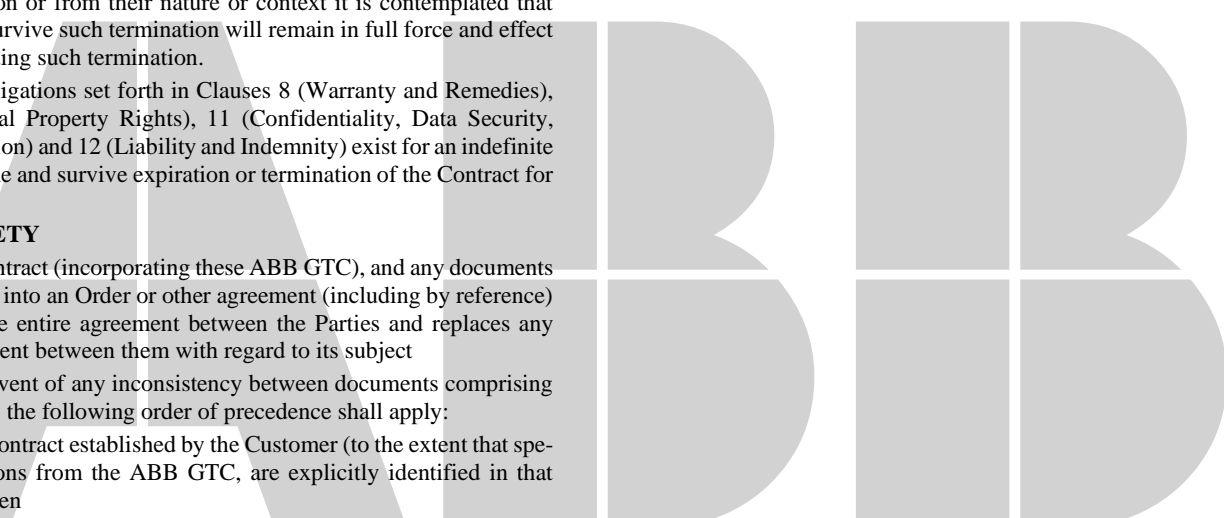 on or from their nature or context it is contemplated that
urvive such termination will remain in full force and effect
ing such termination.
igations set forth in Clauses 8 (Warranty and Remedies),
al Property Rights), 11 (Confidentiality, Data Security,
on) and 12 (Liability and Indemnity) exist for an indefinite
e and survive expiration or termination of the Contract for
ETY
ntract (incorporating these ABB GTC), and any documents
into an Order or other agreement (including by reference)
e entire agreement between the Parties and replaces any
ent between them with regard to its subject
vent of any inconsistency between documents comprising
, the following order of precedence shall apply:
ontract established by the Customer (to the extent that spe-
ons from the ABB GTC, are explicitly identified in that
en
ABB